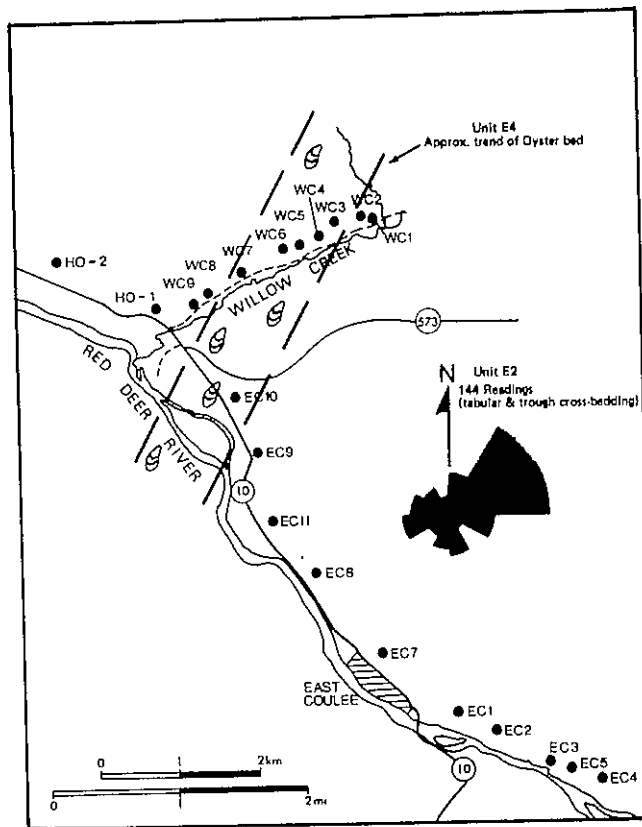 Unit E4
Approx. trend of Oyster bed
WC4
WC5
WC3
WC2
WC6
WC1
WC7
WC8
WC9
HO-2
HO-1
WILLOW CREEK
573
RED DEER RIVER
N
Unit E2
144 Readings
(tabular & trough cross-bedding)
EC10
EC9
10
EC11
EC8
EC7
EAST
COULEE
EC1
EC2
EC3
EC5
EC4
10
0 1 2km
0 1 2mi